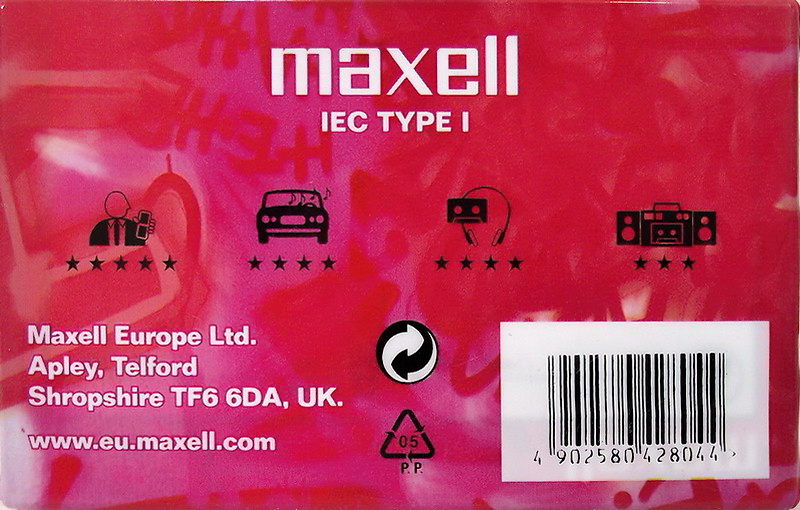 maxell
IEC TYPE I
★★★★★ ★★★★ ★★★★ ★★★
Maxell Europe Ltd.
Apley, Telford
Shropshire TF6 6DA, UK.
www.eu.maxell.com
05
P.P.
4 902580 428044 >